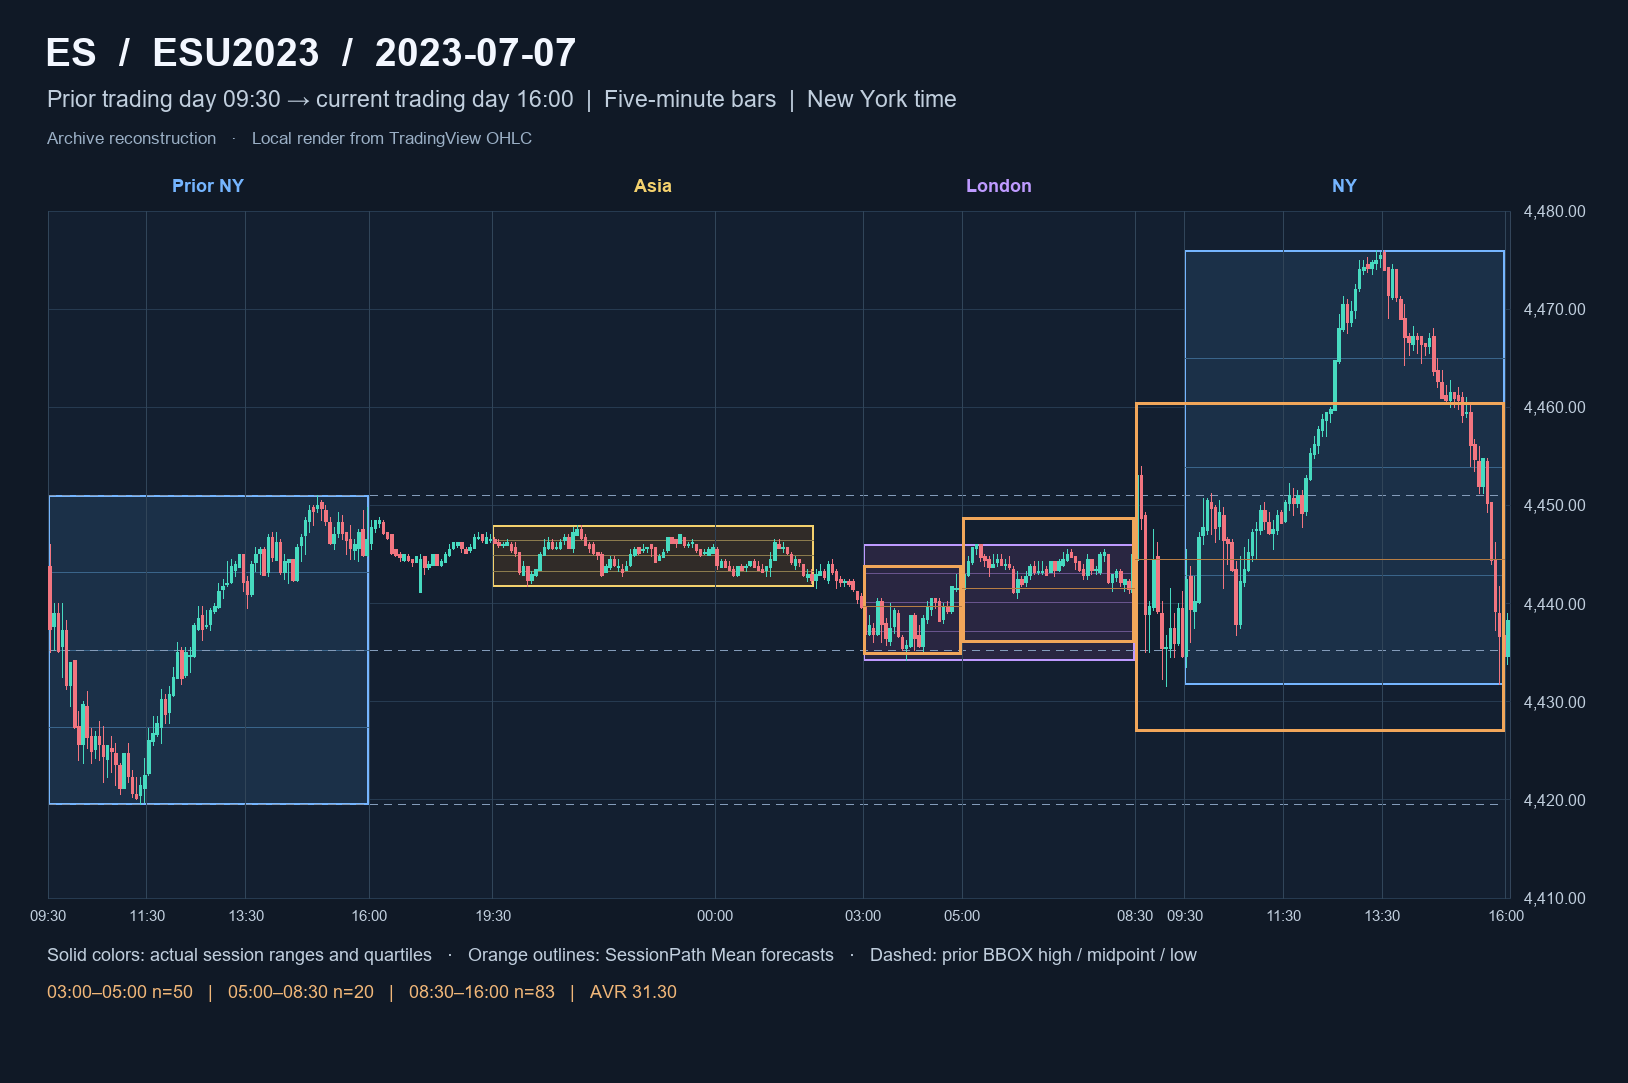 ES / ESU2023 / 2023-07-07
Prior trading day 09:30 → current trading day 16:00 | Five-minute bars | New York time
Archive reconstruction · Local render from TradingView OHLC
Prior NY Asia London NY
4,480.00
4,470.00
4,460.00
4,450.00
4,440.00
4,430.00
4,420.00
4,410.00
09:30 11:30 13:30 16:00 19:30 00:00 03:00 05:00 08:30 09:30 11:30 13:30 16:00
Solid colors: actual session ranges and quartiles · Orange outlines: SessionPath Mean forecasts · Dashed: prior BBOX high / midpoint / low
03:00–05:00 n=50 | 05:00–08:30 n=20 | 08:30–16:00 n=83 | AVR 31.30